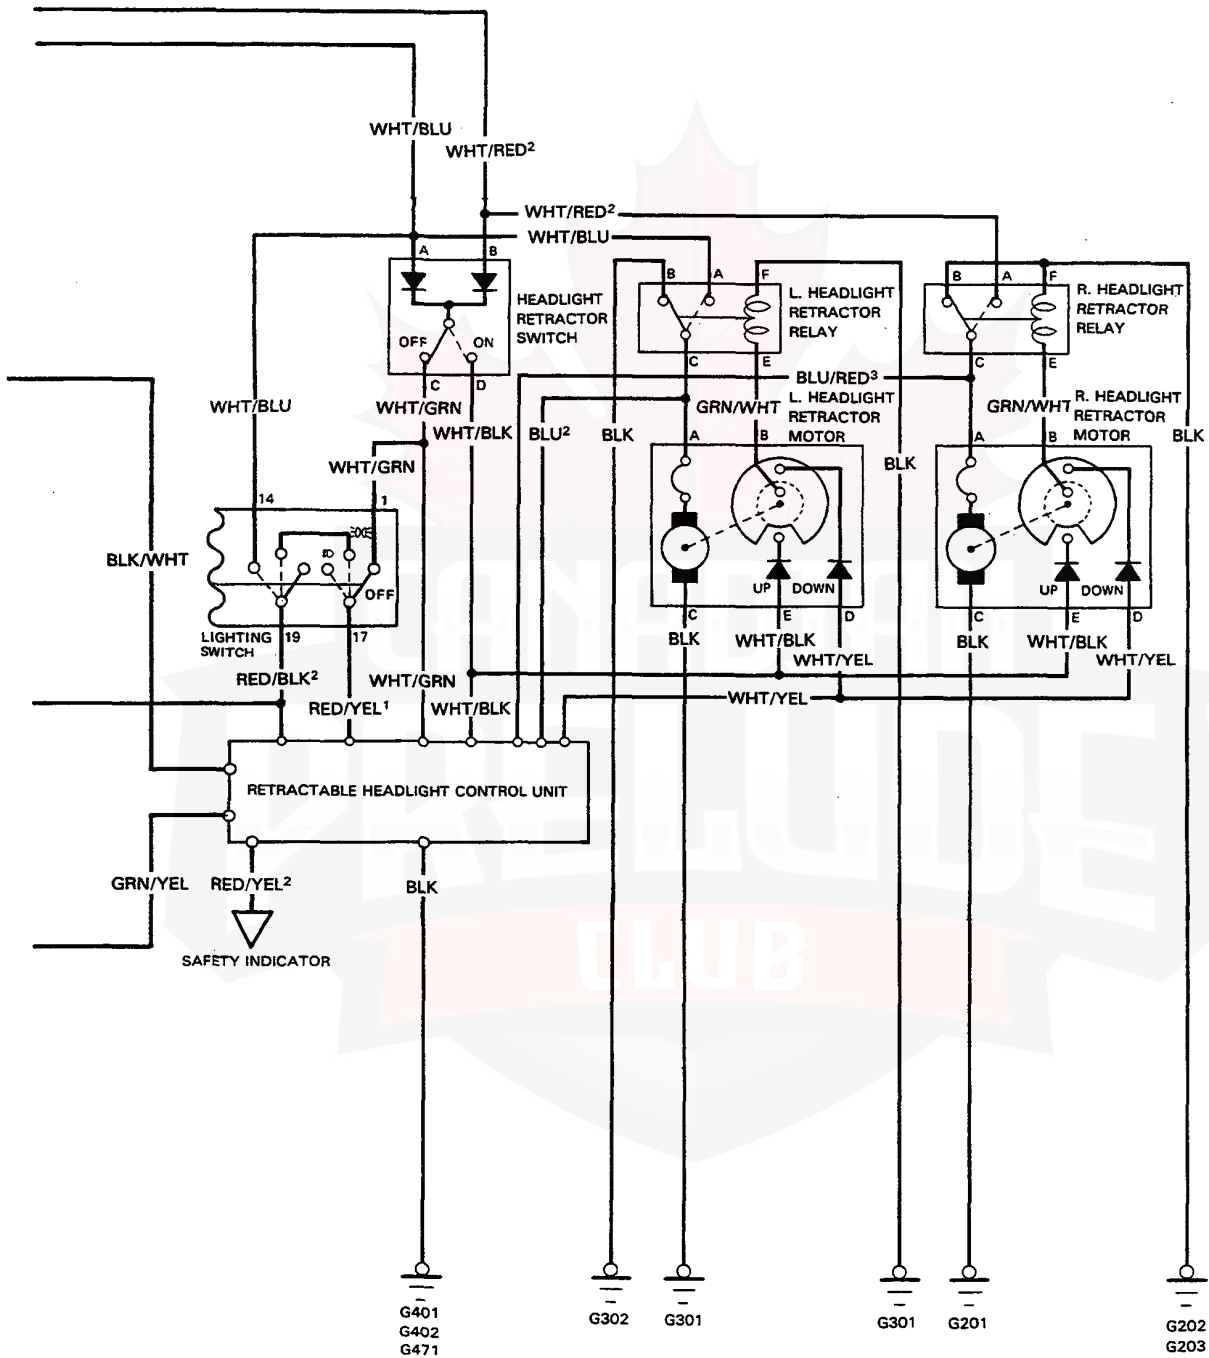 WHT/BLU
WHT/RED²
WHT/RED²
WHT/BLU
A
B
HEADLIGHT
RETRACTOR
SWITCH
OFF
ON
C
D
B
A
F
L. HEADLIGHT
RETRACTOR
RELAY
C
E
B
A
F
R. HEADLIGHT
RETRACTOR
RELAY
C
E
BLU/RED³
WHT/BLU
WHT/GRN
WHT/BLK
BLU²
BLK
GRN/WHT
L. HEADLIGHT
RETRACTOR
MOTOR
BLK
GRN/WHT
R. HEADLIGHT
RETRACTOR
MOTOR
BLK
WHT/GRN
A
B
UP
DOWN
C
E
D
A
B
UP
DOWN
C
E
D
14
1
OFF
LIGHTING
SWITCH
19
17
BLK/WHT
BLK
WHT/BLK
WHT/YEL
BLK
WHT/BLK
WHT/YEL
RED/BLK²
RED/YEL¹
WHT/GRN
WHT/BLK
WHT/YEL
RETRACTABLE HEADLIGHT CONTROL UNIT
GRN/YEL
RED/YEL²
BLK
SAFETY INDICATOR
CANADIAN
PRELUDE
CLUB
G401
G402
G471
G302
G301
G301
G201
G202
G203